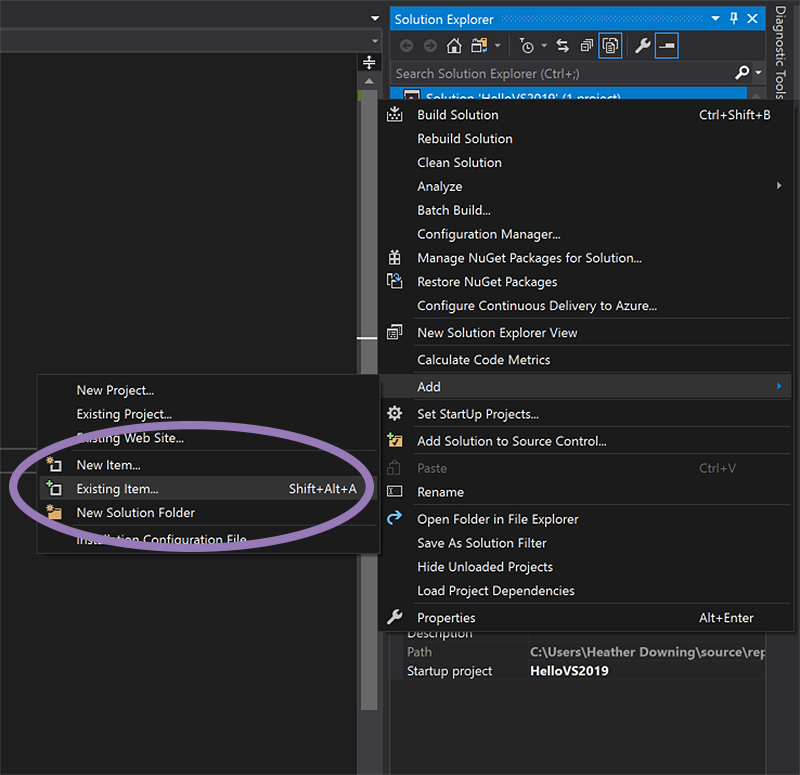 Solution Explorer
Diagnostic Tools
Search Solution Explorer (Ctrl+;)
Solution 'HelloVS2019' (1 project)
Build Solution Ctrl+Shift+B
Rebuild Solution
Clean Solution
Analyze
Batch Build...
Configuration Manager...
Manage NuGet Packages for Solution...
Restore NuGet Packages
Configure Continuous Delivery to Azure...
New Solution Explorer View
Calculate Code Metrics
Add
Set StartUp Projects...
Add Solution to Source Control...
Paste Ctrl+V
Rename
Open Folder in File Explorer
Save As Solution Filter
Hide Unloaded Projects
Load Project Dependencies
Properties Alt+Enter
New Project...
Existing Project...
Existing Web Site...
New Item...
Existing Item... Shift+Alt+A
New Solution Folder
Installation Configuration File
Description
Path C:\Users\Heather Downing\source\rep
Startup project HelloVS2019